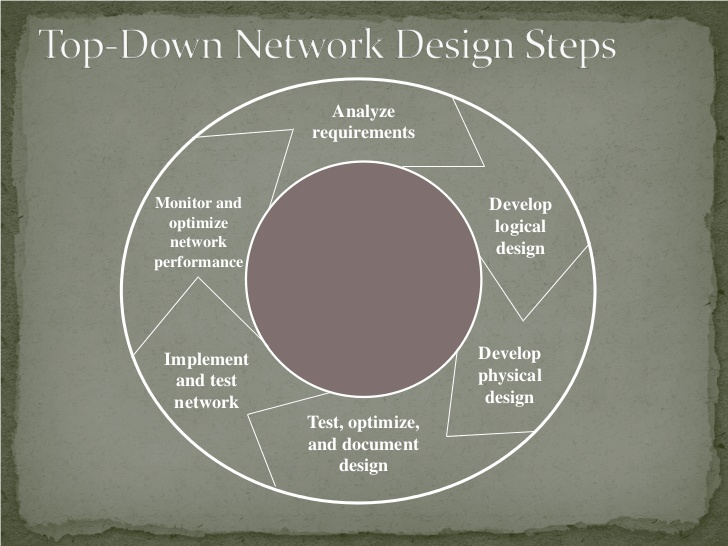 Top-Down Network Design Steps
Analyze
requirements
Develop
logical
design
Develop
physical
design
Test, optimize,
and document
design
Implement
and test
network
Monitor and
optimize
network
performance